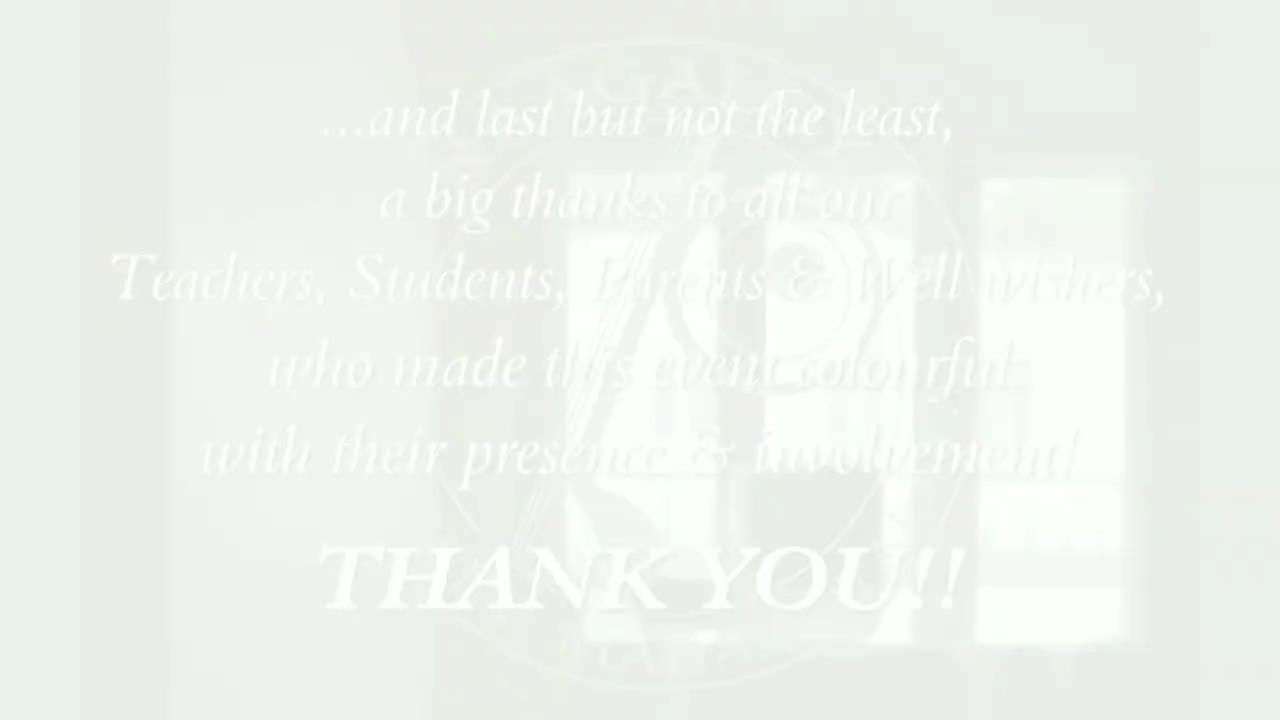 ...and last but not the least,
a big thanks to all our
Teachers, Students, Parents & Well wishers,
who made this event colourful
with their presence & involvement!
THANK YOU!!